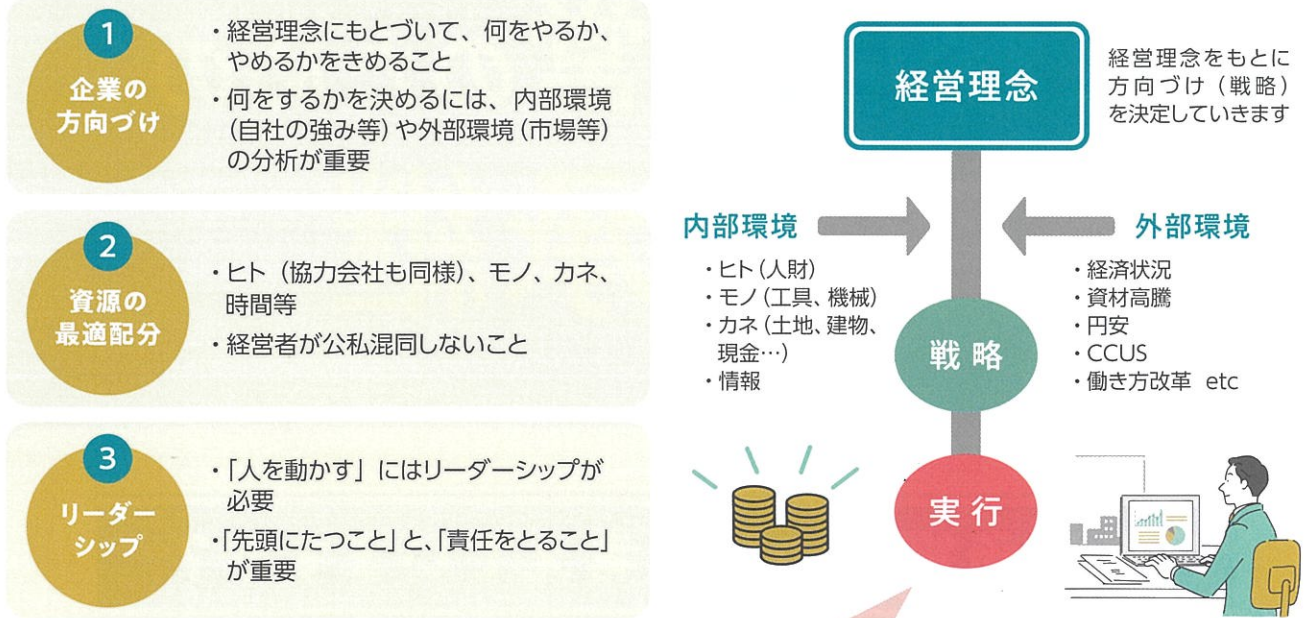 1
企業の
方向づけ
・経営理念にもとづいて、何をやるか、
やめるかをきめること
・何をするかを決めるには、内部環境
(自社の強み等)や外部環境(市場等)
の分析が重要
2
資源の
最適配分
・ヒト(協力会社も同様)、モノ、カネ、
時間等
・経営者が公私混同しないこと
3
リーダー
シップ
・「人を動かす」にはリーダーシップが
必要
・「先頭にたつこと」と、「責任をとること」
が重要
経営理念
経営理念をもとに
方向づけ(戦略)
を決定していきます
内部環境
・ヒト(人財)
・モノ(工具、機械)
・カネ(土地、建物、
現金…)
・情報
外部環境
・経済状況
・資材高騰
・円安
・CCUS
・働き方改革 etc
戦略
実行